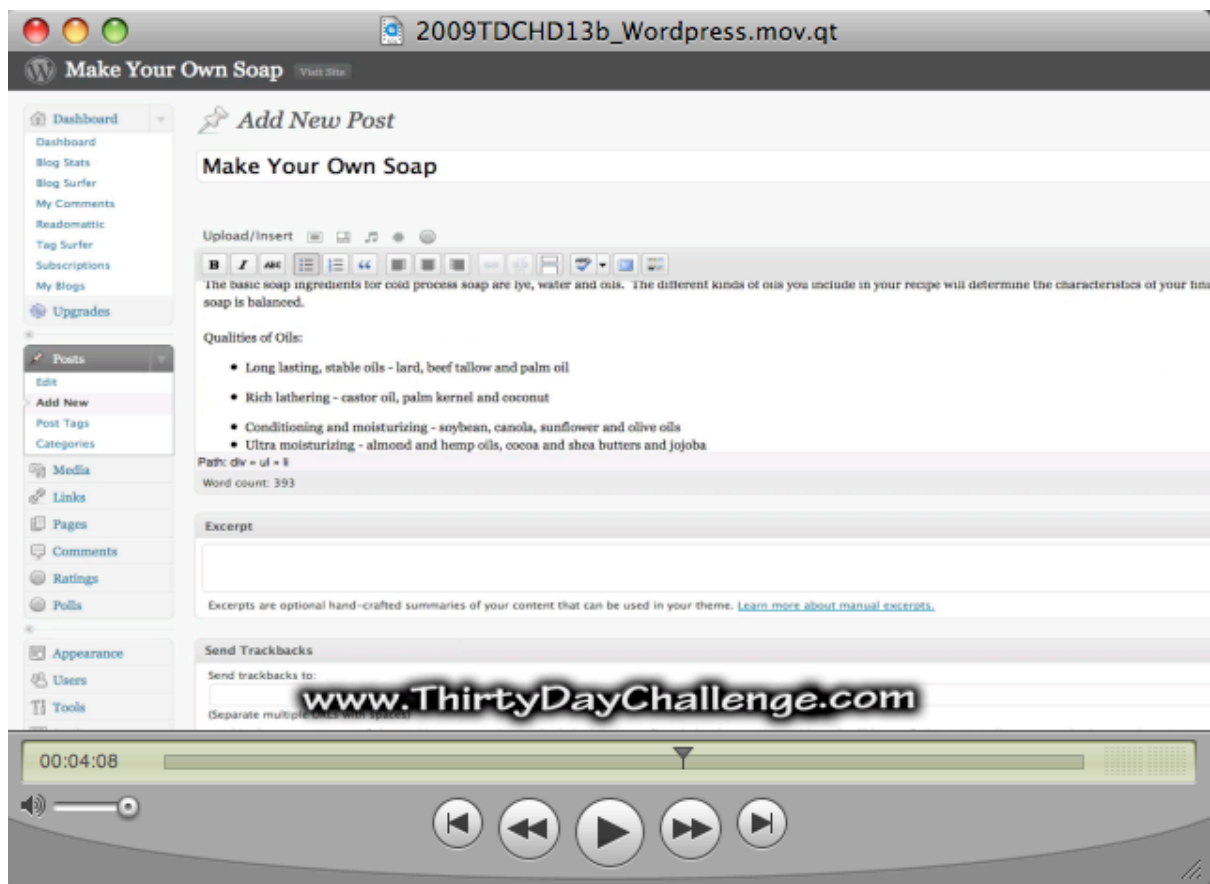 2009TDCHD13b_Wordpress.mov.qt
Make Your Own Soap Visit Site
Dashboard
Dashboard
Blog Stats
Blog Surfer
My Comments
Readomattic
Tag Surfer
Subscriptions
My Blogs
Upgrades
Posts
Edit
Add New
Post Tags
Categories
Media
Links
Pages
Comments
Ratings
Polls
Appearance
Users
Tools
Add New Post
Make Your Own Soap
Upload/Insert
B I ABC
The basic soap ingredients for cold process soap are lye, water and oils. The different kinds of oils you include in your recipe will determine the characteristics of your fina
soap is balanced.
Qualities of Oils:
• Long lasting, stable oils - lard, beef tallow and palm oil
• Rich lathering - castor oil, palm kernel and coconut
• Conditioning and moisturizing - soybean, canola, sunflower and olive oils
• Ultra moisturizing - almond and hemp oils, cocoa and shea butters and jojoba
Path: div » ul » li
Word count: 393
Excerpt
Excerpts are optional hand-crafted summaries of your content that can be used in your theme. Learn more about manual excerpts.
Send Trackbacks
Send trackbacks to:
www.ThirtyDayChallenge.com
(Separate multiple URLs with spaces)
00:04:08